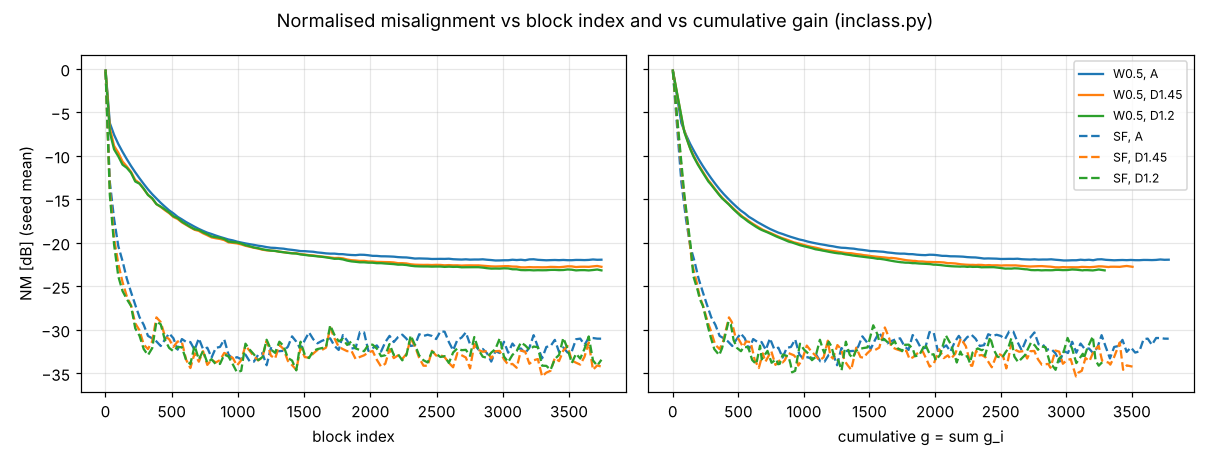 Normalised misalignment vs block index and vs cumulative gain (inclass.py)
NM [dB] (seed mean)
0
−5
−10
−15
−20
−25
−30
−35
0 500 1000 1500 2000 2500 3000 3500
block index
W0.5, A
W0.5, D1.45
W0.5, D1.2
SF, A
SF, D1.45
SF, D1.2
0 500 1000 1500 2000 2500 3000 3500
cumulative g = sum g_i